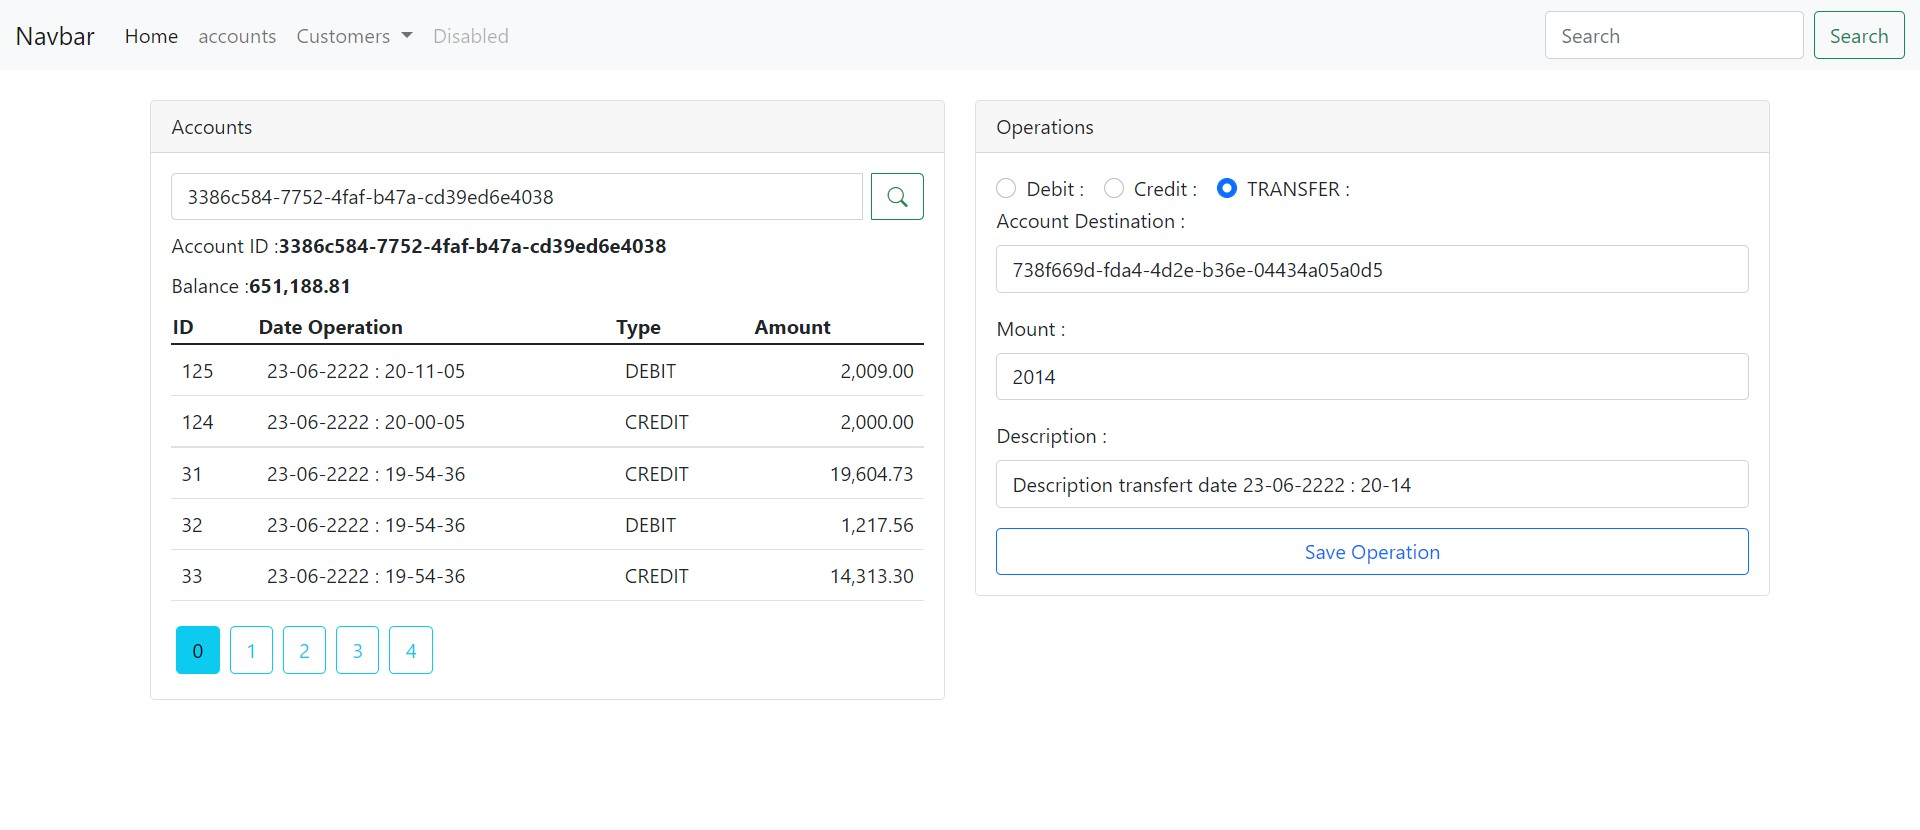 Navbar Home accounts Customers Disabled Search Search
Accounts
3386c584-7752-4faf-b47a-cd39ed6e4038
Account ID :3386c584-7752-4faf-b47a-cd39ed6e4038
Balance :651,188.81
ID Date Operation Type Amount
125 23-06-2222 : 20-11-05 DEBIT 2,009.00
124 23-06-2222 : 20-00-05 CREDIT 2,000.00
31 23-06-2222 : 19-54-36 CREDIT 19,604.73
32 23-06-2222 : 19-54-36 DEBIT 1,217.56
33 23-06-2222 : 19-54-36 CREDIT 14,313.30
0 1 2 3 4
Operations
Debit : Credit : TRANSFER :
Account Destination :
738f669d-fda4-4d2e-b36e-04434a05a0d5
Mount :
2014
Description :
Description transfert date 23-06-2222 : 20-14
Save Operation